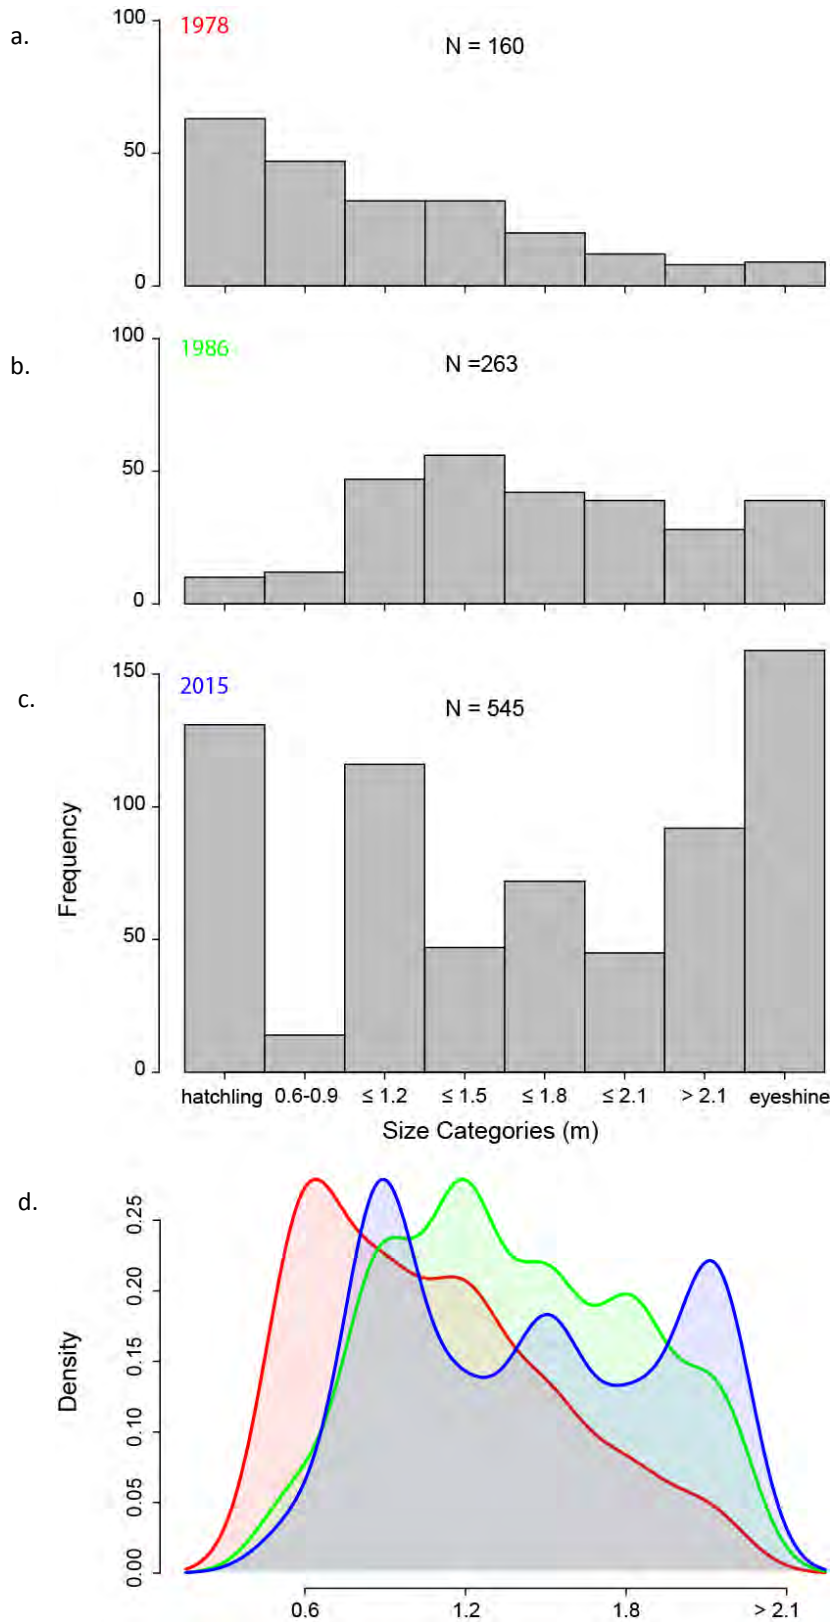 a.
1978
N = 160
100
50
0
b.
1986
N =263
100
50
0
c.
2015
N = 545
150
100
50
0
Frequency
hatchling 0.6-0.9 ≤ 1.2 ≤ 1.5 ≤ 1.8 ≤ 2.1 > 2.1 eyeshine
Size Categories (m)
d.
0.25
0.20
0.15
0.10
0.05
0.00
Density
0.6 1.2 1.8 > 2.1